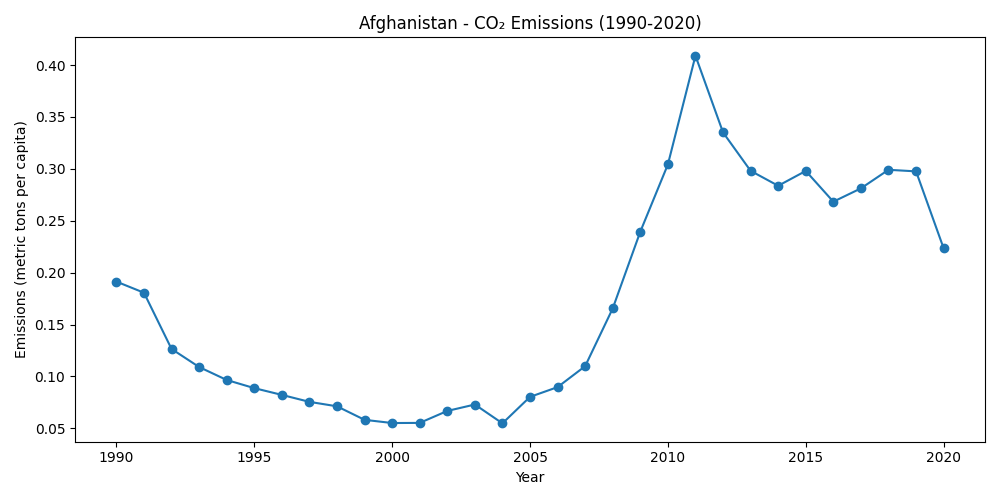 Afghanistan - CO₂ Emissions (1990-2020)
Emissions (metric tons per capita)
0.40
0.35
0.30
0.25
0.20
0.15
0.10
0.05
1990 1995 2000 2005 2010 2015 2020
Year